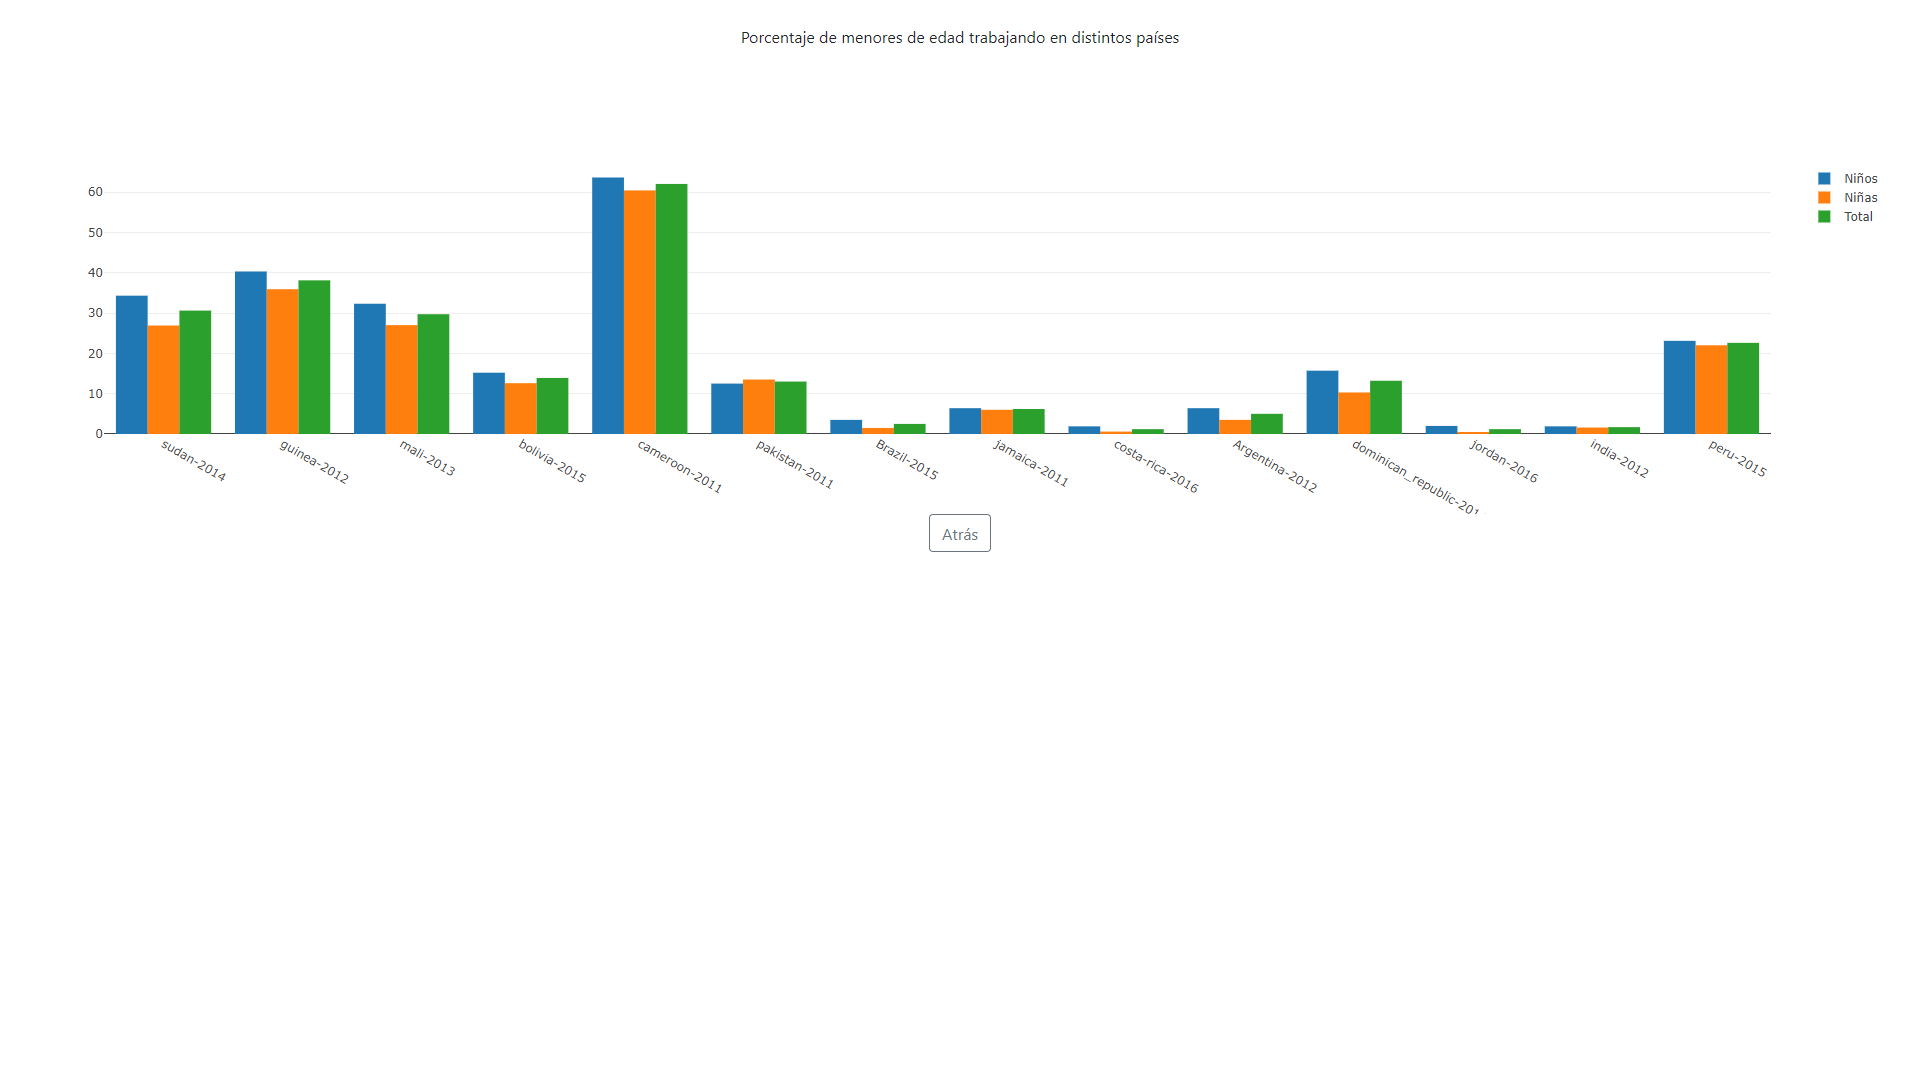 Porcentaje de menores de edad trabajando en distintos países
60
50
40
30
20
10
0
Niños
Niñas
Total
sudan-2014
guinea-2012
mali-2013
bolivia-2015
cameroon-2011
pakistan-2011
Brazil-2015
jamaica-2011
costa-rica-2016
Argentina-2012
dominican_republic-201
jordan-2016
india-2012
peru-2015
Atrás